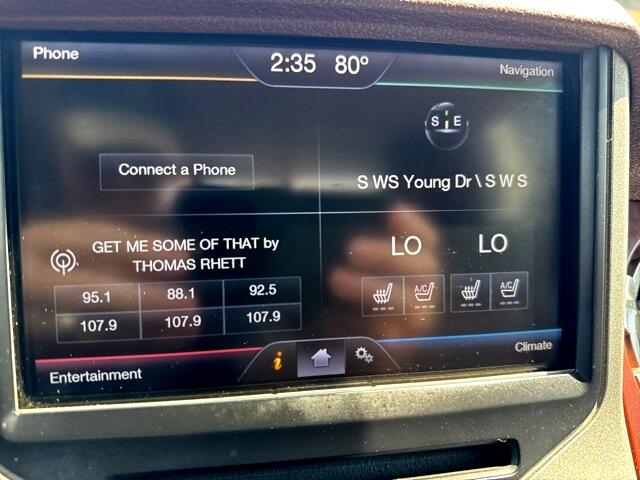 Phone
2:35 80°
Navigation
S E
Connect a Phone
S WS Young Dr \ S W S
GET ME SOME OF THAT by
THOMAS RHETT
95.1 88.1 92.5
107.9 107.9 107.9
LO LO
A/C A/C
Entertainment
i
Climate